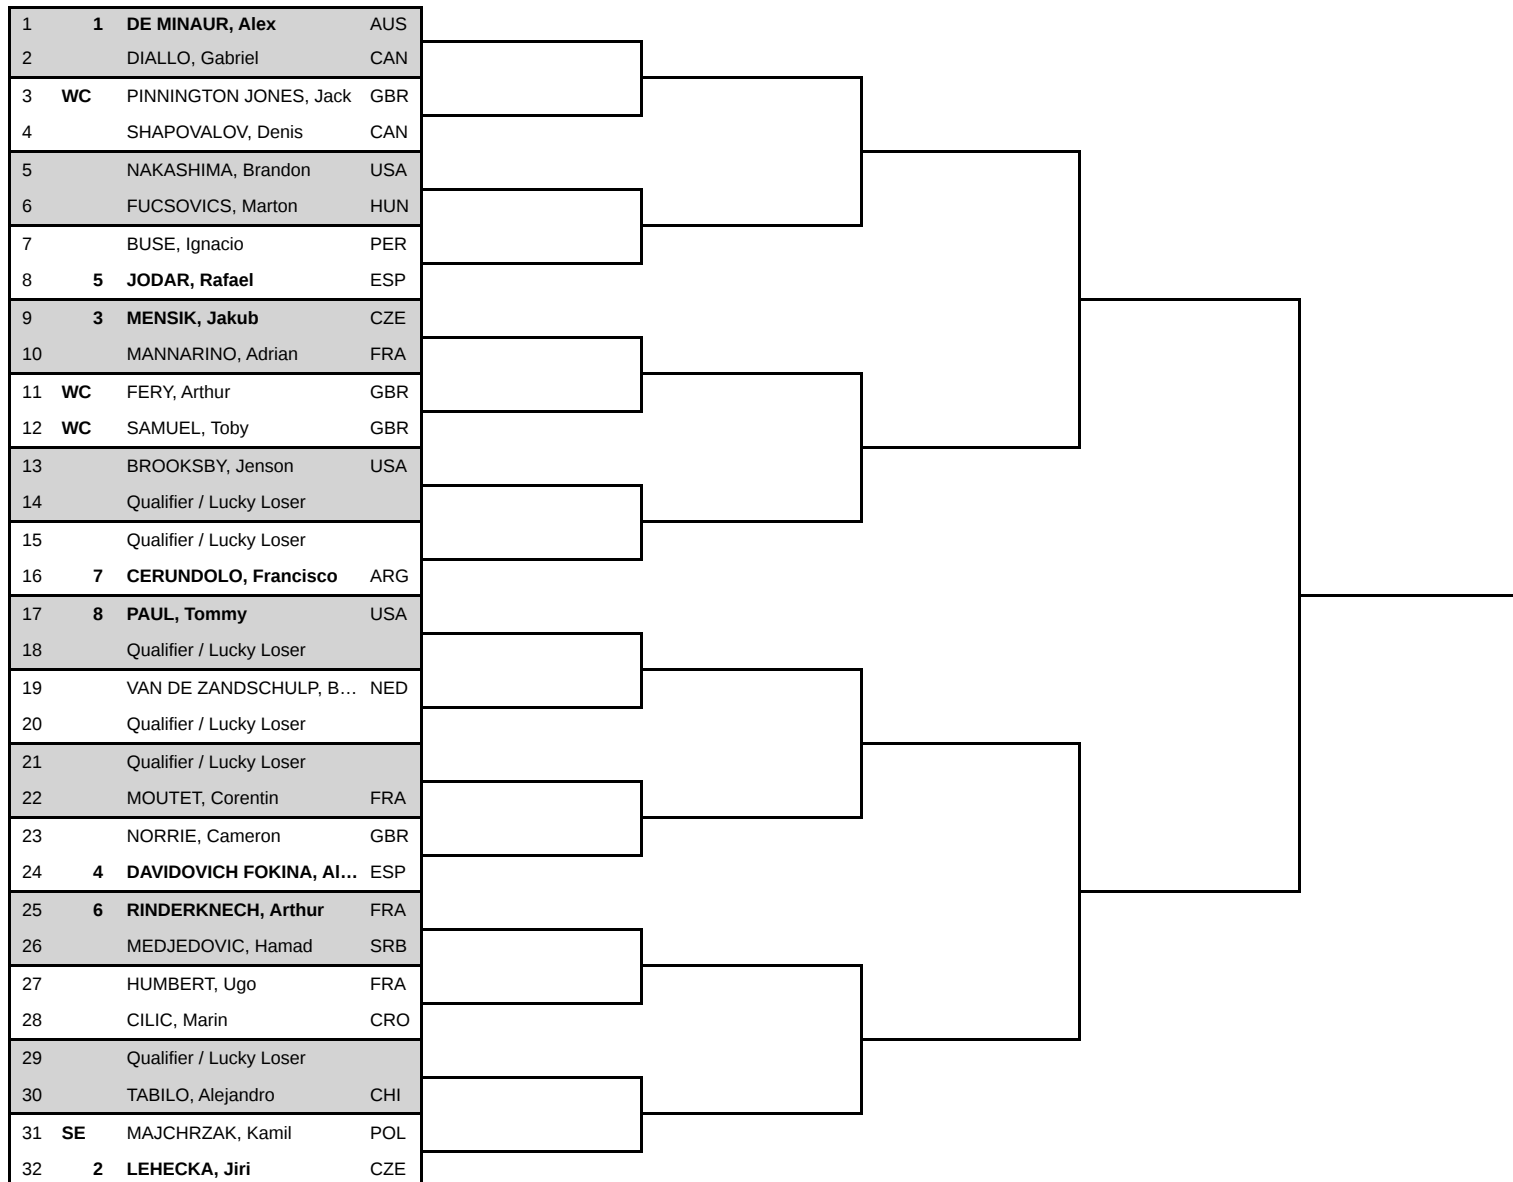 1 1 DE MINAUR, Alex AUS
2 DIALLO, Gabriel CAN
3 WC PINNINGTON JONES, Jack GBR
4 SHAPOVALOV, Denis CAN
5 NAKASHIMA, Brandon USA
6 FUCSOVICS, Marton HUN
7 BUSE, Ignacio PER
8 5 JODAR, Rafael ESP
9 3 MENSIK, Jakub CZE
10 MANNARINO, Adrian FRA
11 WC FERY, Arthur GBR
12 WC SAMUEL, Toby GBR
13 BROOKSBY, Jenson USA
14 Qualifier / Lucky Loser
15 Qualifier / Lucky Loser
16 7 CERUNDOLO, Francisco ARG
17 8 PAUL, Tommy USA
18 Qualifier / Lucky Loser
19 VAN DE ZANDSCHULP, B… NED
20 Qualifier / Lucky Loser
21 Qualifier / Lucky Loser
22 MOUTET, Corentin FRA
23 NORRIE, Cameron GBR
24 4 DAVIDOVICH FOKINA, Al… ESP
25 6 RINDERKNECH, Arthur FRA
26 MEDJEDOVIC, Hamad SRB
27 HUMBERT, Ugo FRA
28 CILIC, Marin CRO
29 Qualifier / Lucky Loser
30 TABILO, Alejandro CHI
31 SE MAJCHRZAK, Kamil POL
32 2 LEHECKA, Jiri CZE